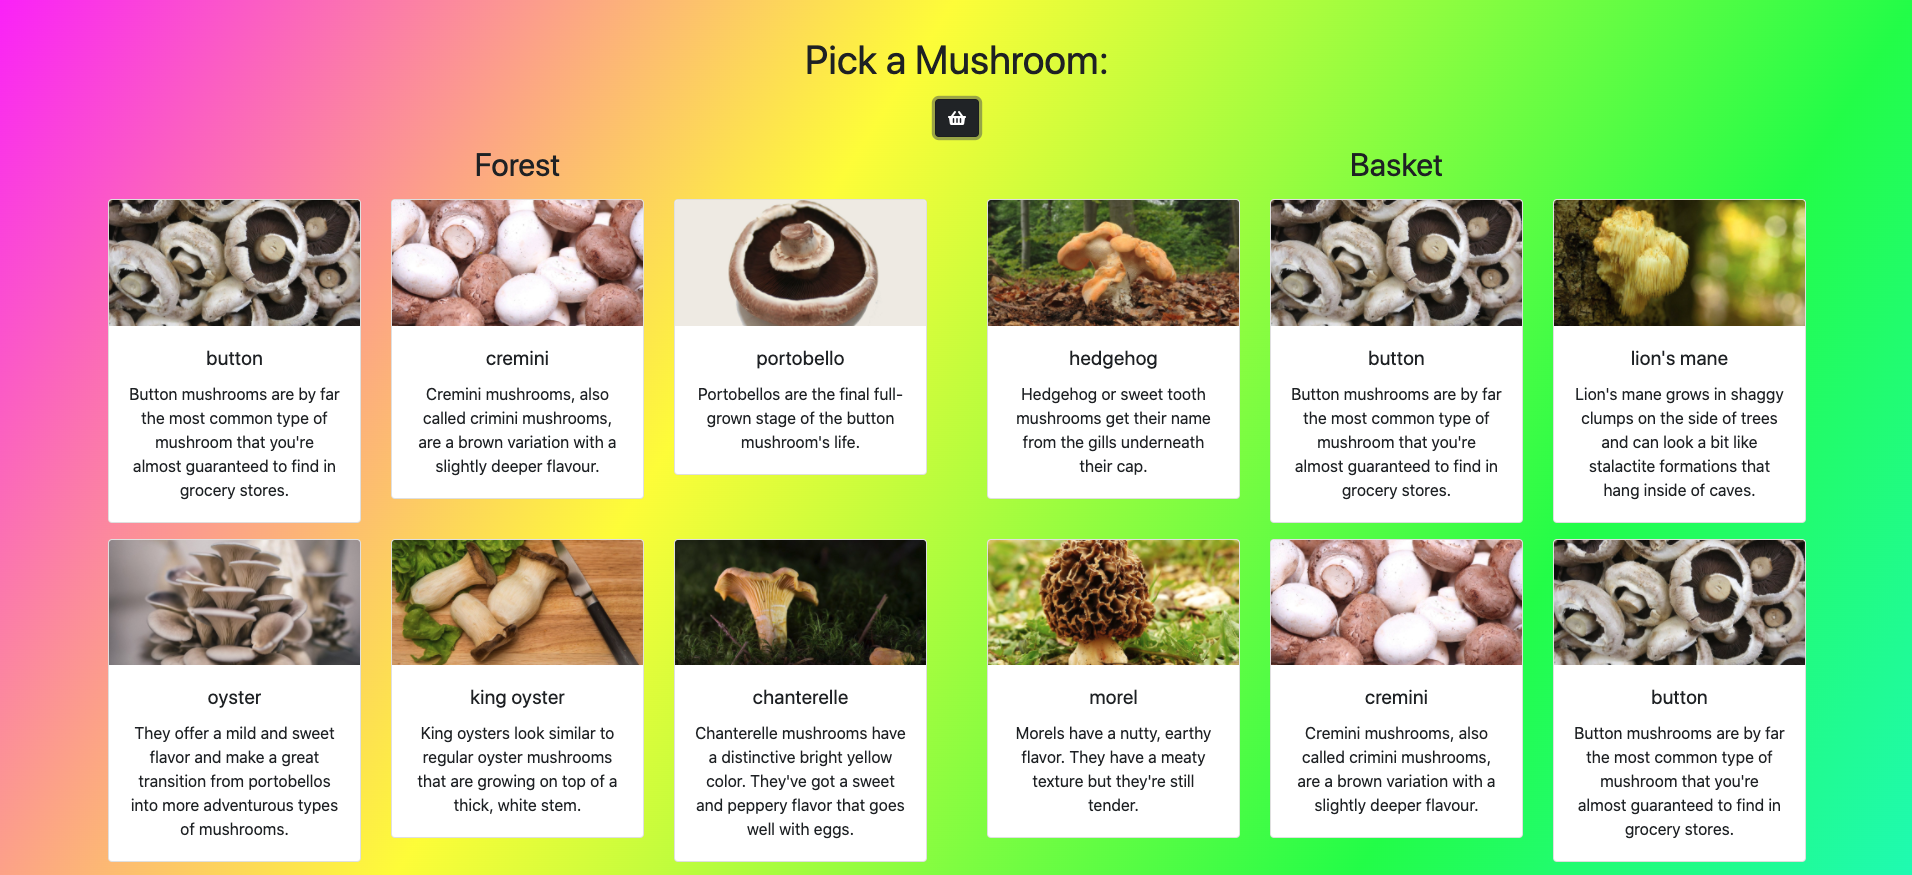 Pick a Mushroom:
Forest
button
Button mushrooms are by far
the most common type of
mushroom that you're
almost guaranteed to find in
grocery stores.
cremini
Cremini mushrooms, also
called crimini mushrooms,
are a brown variation with a
slightly deeper flavour.
portobello
Portobellos are the final full-
grown stage of the button
mushroom's life.
oyster
They offer a mild and sweet
flavor and make a great
transition from portobellos
into more adventurous types
of mushrooms.
king oyster
King oysters look similar to
regular oyster mushrooms
that are growing on top of a
thick, white stem.
chanterelle
Chanterelle mushrooms have
a distinctive bright yellow
color. They've got a sweet
and peppery flavor that goes
well with eggs.
Basket
hedgehog
Hedgehog or sweet tooth
mushrooms get their name
from the gills underneath
their cap.
button
Button mushrooms are by far
the most common type of
mushroom that you're
almost guaranteed to find in
grocery stores.
lion's mane
Lion's mane grows in shaggy
clumps on the side of trees
and can look a bit like
stalactite formations that
hang inside of caves.
morel
Morels have a nutty, earthy
flavor. They have a meaty
texture but they're still
tender.
cremini
Cremini mushrooms, also
called crimini mushrooms,
are a brown variation with a
slightly deeper flavour.
button
Button mushrooms are by far
the most common type of
mushroom that you're
almost guaranteed to find in
grocery stores.